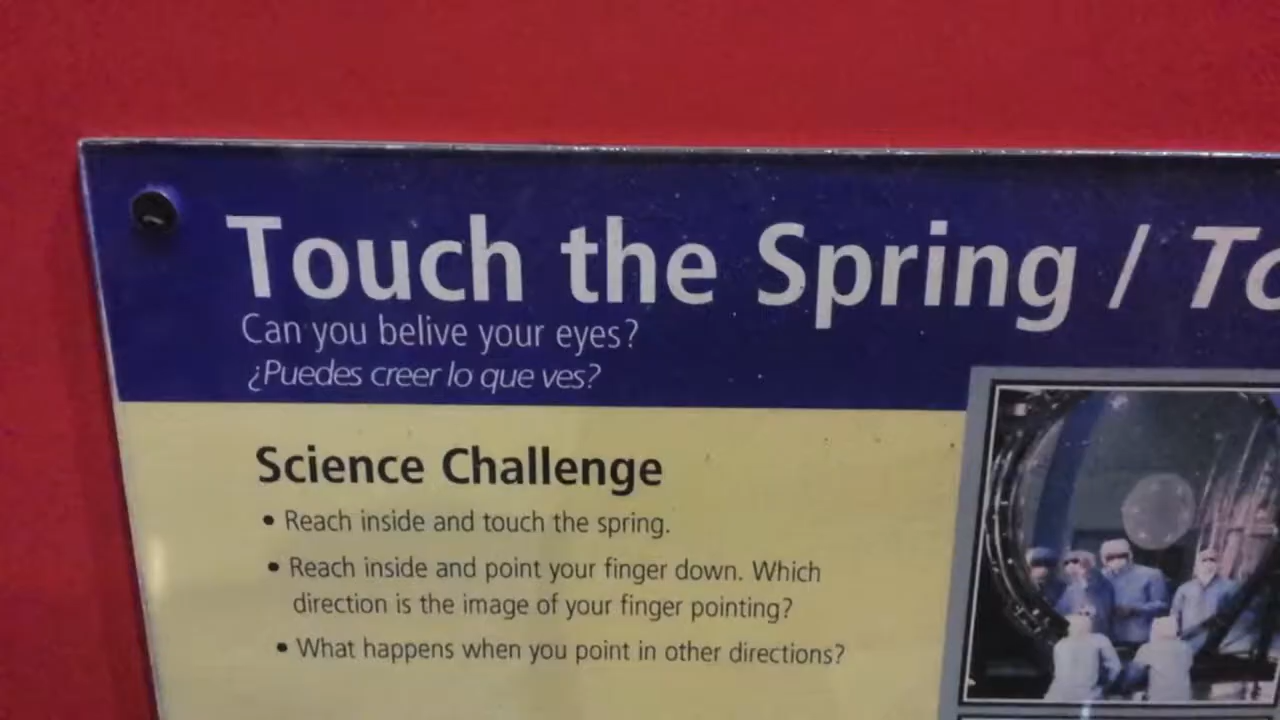 Touch the Spring /
Can you belive your eyes?
¿Puedes creer lo que ves?
Science Challenge
• Reach inside and touch the spring.
• Reach inside and point your finger down. Which
direction is the image of your finger pointing?
• What happens when you point in other directions?